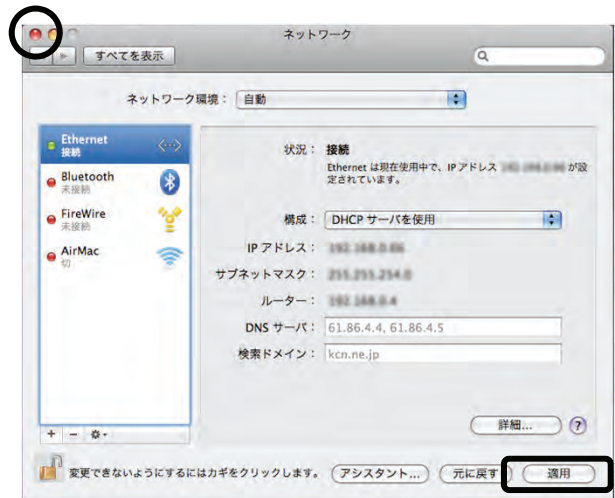 ネットワーク
すべてを表示
ネットワーク環境： 自動
Ethernet
接続
Bluetooth
未接続
FireWire
未接続
AirMac
切
状況： 接続
Ethernet は現在使用中で、IP アドレス が設
定されています。
構成： DHCP サーバを使用
IP アドレス：
サブネットマスク：
ルーター：
DNS サーバ： 61.86.4.4, 61.86.4.5
検索ドメイン： kcn.ne.jp
詳細... ?
+ -
変更できないようにするにはカギをクリックします。 アシスタント... 元に戻す 適用